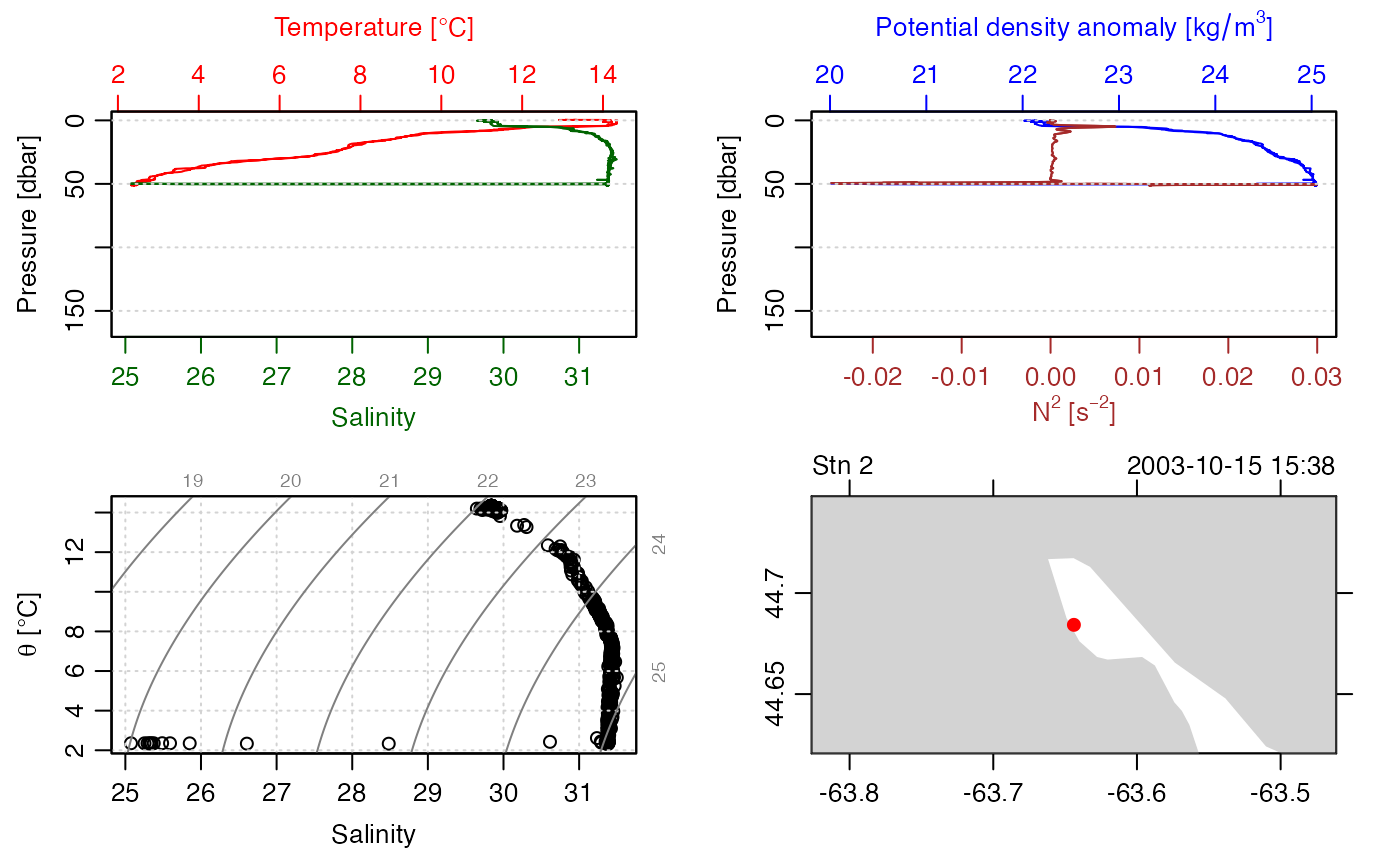 Temperature [°C]
2 4 6 8 10 12 14
Pressure [dbar]
0 50 150
25 26 27 28 29 30 31
Salinity
Potential density anomaly [kg/m³]
20 21 22 23 24 25
Pressure [dbar]
0 50 150
-0.02 -0.01 0.00 0.01 0.02 0.03
N² [s⁻²]
19 20 21 22 23
24
25
θ [°C]
2 4 6 8 12
25 26 27 28 29 30 31
Salinity
Stn 2 2003-10-15 15:38
44.7
44.65
-63.8 -63.7 -63.6 -63.5